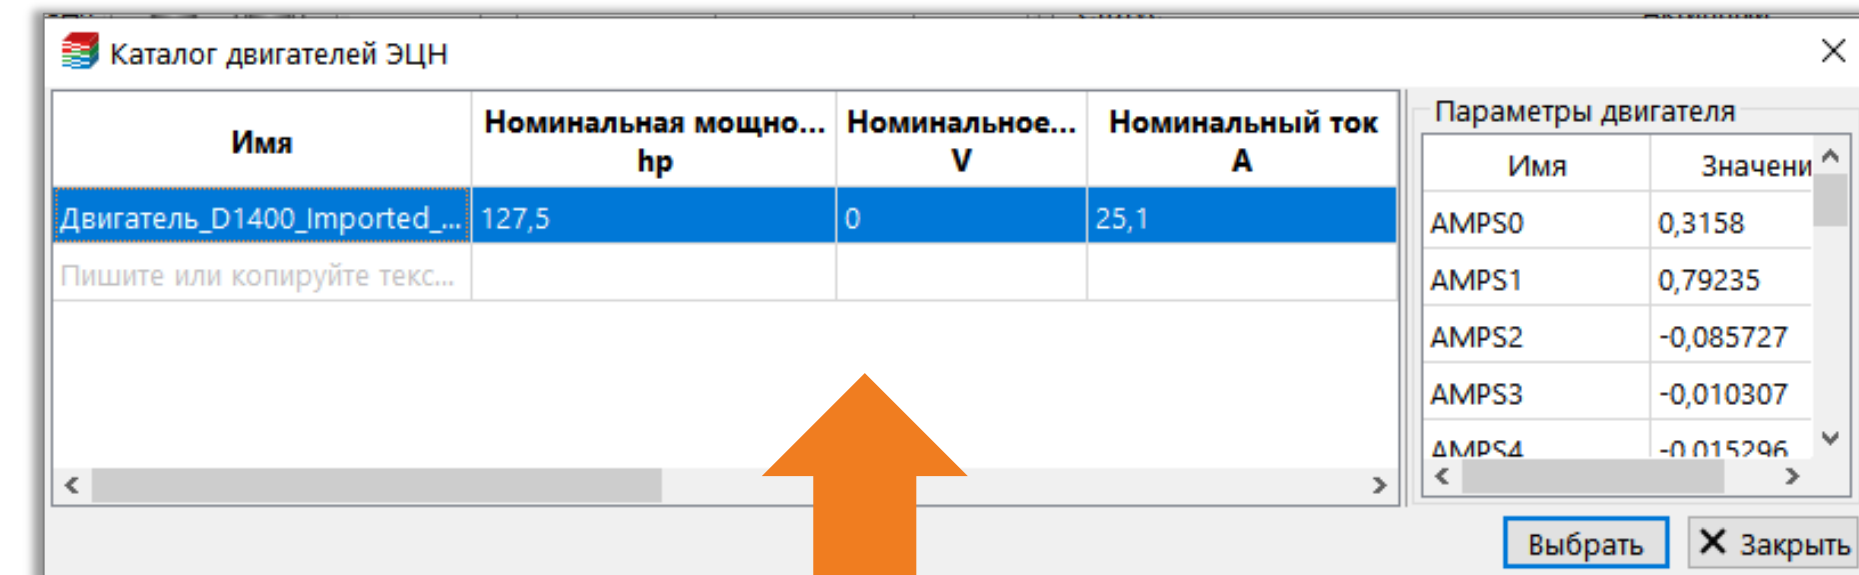 Каталог двигателей ЭЦН
Имя
Номинальная мощно... hp
Номинальное... V
Номинальный ток A
Двигатель_D1400_Imported_... 127,5 0 25,1
Пишите или копируйте текс...
Параметры двигателя
Имя Значени
AMPS0 0,3158
AMPS1 0,79235
AMPS2 -0,085727
AMPS3 -0,010307
AMPS4 -0,015296
Выбрать
Закрыть